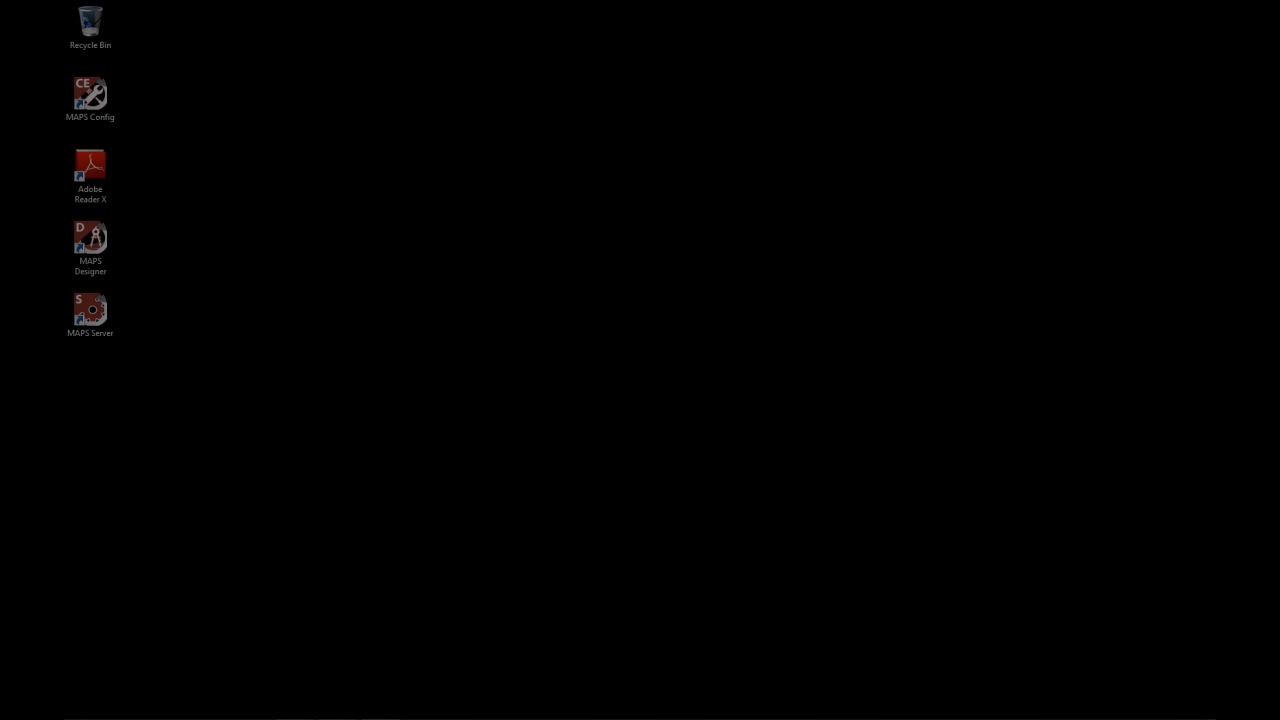 Recycle Bin
CE
MAPS Config
Adobe
Reader X
D
MAPS
Designer
S
MAPS Server